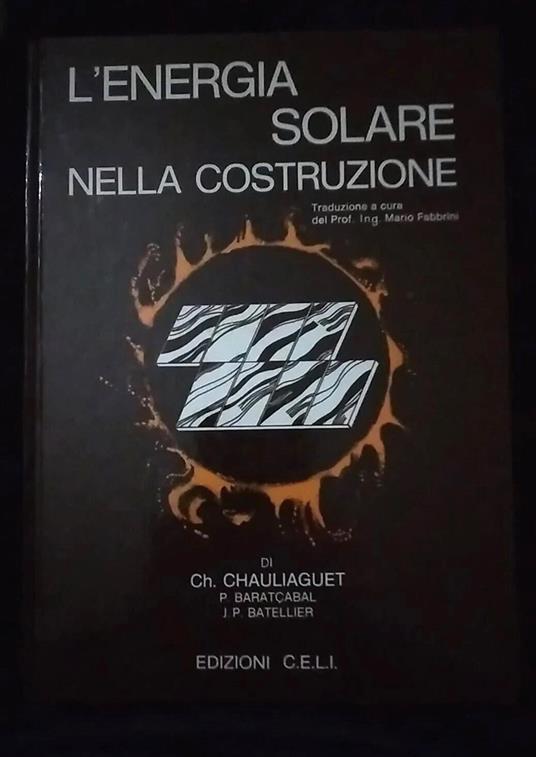 L'ENERGIA
SOLARE
NELLA COSTRUZIONE
Traduzione a cura
del Prof. Ing. Mario Fabbrini
DI
Ch. CHAULIAGUET
P. BARATÇABAL
J.P. BATELLIER
EDIZIONI C.E.L.I.